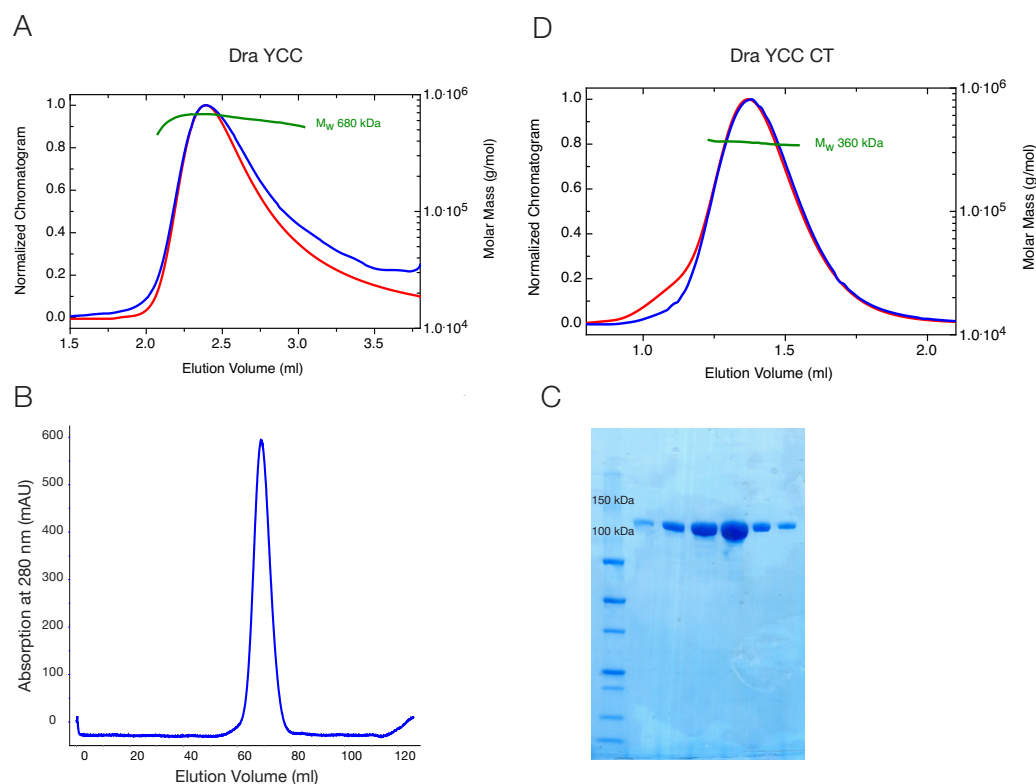 A
Dra YCC
Normalized Chromatogram
1.0
0.8
0.6
0.4
0.2
0.0
M_W 680 kDa
1.0·10^6
1.0·10^5
1.0·10^4
Molar Mass (g/mol)
1.5 2.0 2.5 3.0 3.5
Elution Volume (ml)
D
Dra YCC CT
Normalized Chromatogram
1.0
0.8
0.6
0.4
0.2
0.0
M_W 360 kDa
1.0·10^6
1.0·10^5
1.0·10^4
Molar Mass (g/mol)
1.0 1.5 2.0
Elution Volume (ml)
B
Absorption at 280 nm (mAU)
600
500
400
300
200
100
0
0 20 40 60 80 100 120
Elution Volume (ml)
C
150 kDa
100 kDa